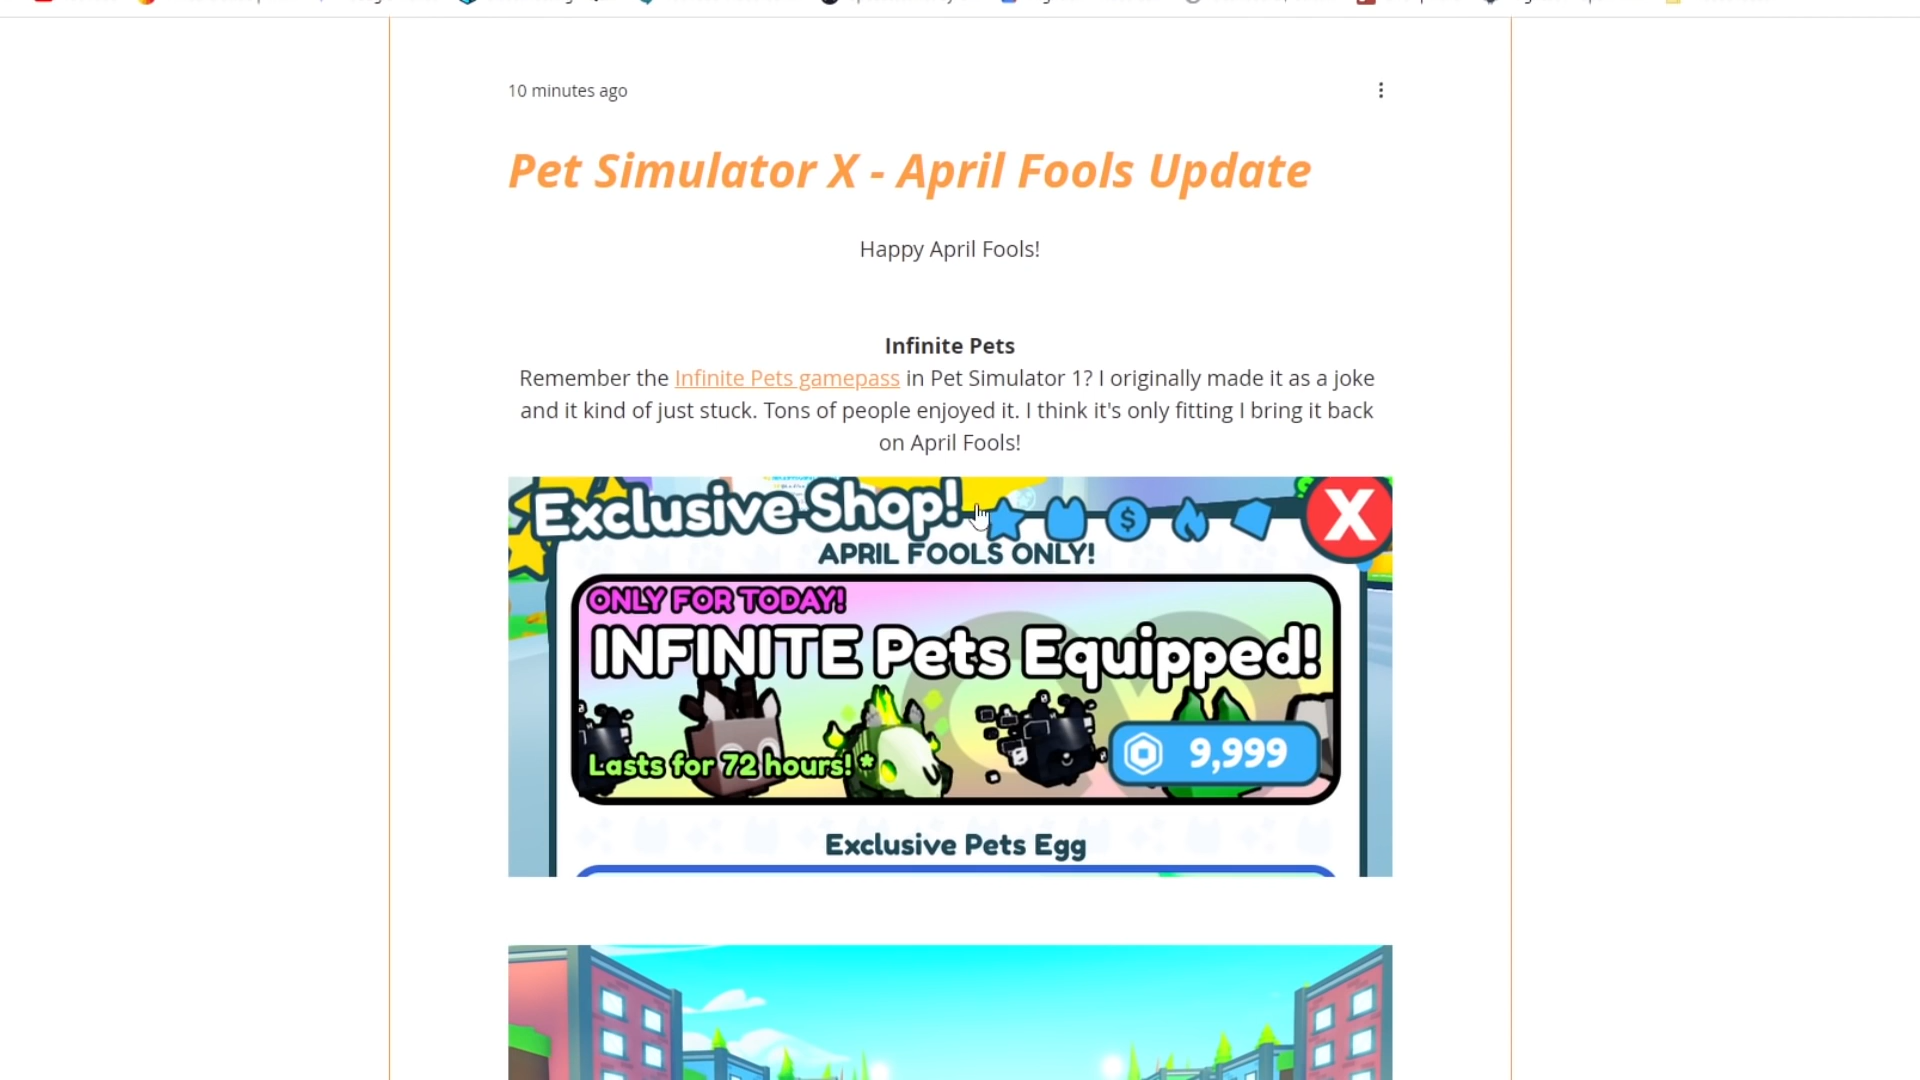 10 minutes ago
Pet Simulator X - April Fools Update
Happy April Fools!
Infinite Pets
Remember the Infinite Pets gamepass in Pet Simulator 1? I originally made it as a joke
and it kind of just stuck. Tons of people enjoyed it. I think it's only fitting I bring it back
on April Fools!
Exclusive Shop!
X
APRIL FOOLS ONLY!
ONLY FOR TODAY!
INFINITE Pets Equipped!
Lasts for 72 hours! *
9,999
Exclusive Pets Egg